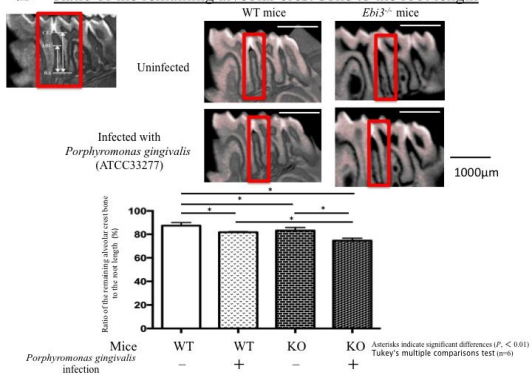 WT mice
Ebi3-/- mice
Uninfected
Infected with
Porphyromonas gingivalis
(ATCC33277)
1000μm
Ratio of the remaining alveolar crest bone
to the root length (%)
100
80
60
40
20
0
* 
*
* * *
*
Mice WT WT KO KO
Porphyromonas gingivalis
infection – + – +
Asterisks indicate significant differences (P, < 0.01)
Tukey's multiple comparisons test (n=6)